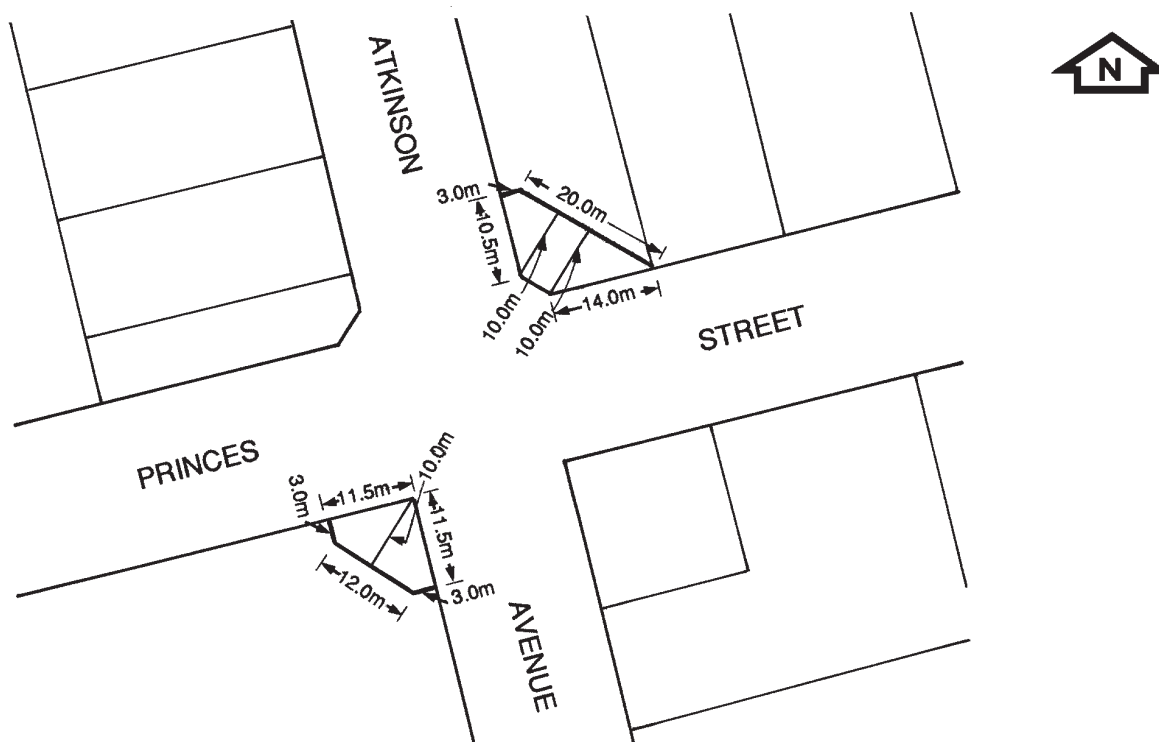 N
ATKINSON
3.0m
20.0m
10.5m
10.0m
10.0m
14.0m
STREET
PRINCES
3.0m
11.5m
10.0m
11.5m
12.0m
3.0m
AVENUE